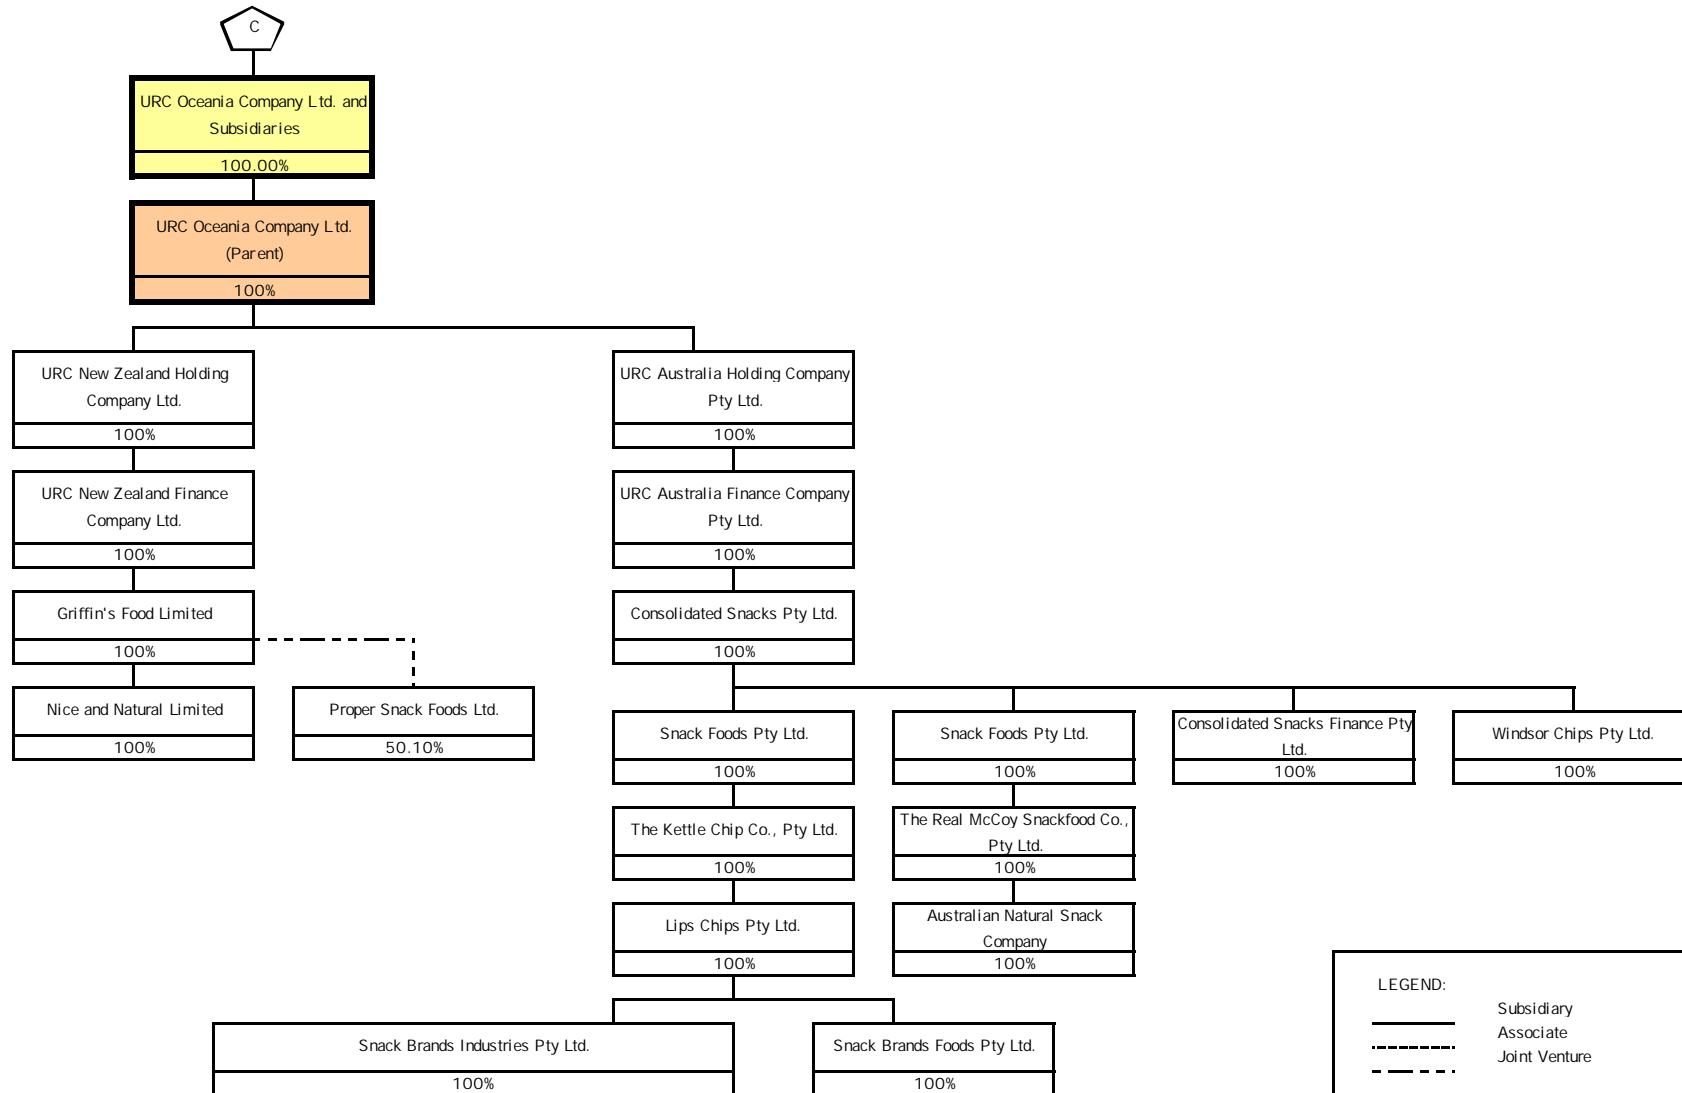 C
URC Oceania Company Ltd. and
Subsidiaries
100.00%
URC Oceania Company Ltd.
(Parent)
100%
URC New Zealand Holding
Company Ltd.
100%
URC Australia Holding Company
Pty Ltd.
100%
URC New Zealand Finance
Company Ltd.
100%
URC Australia Finance Company
Pty Ltd.
100%
Griffin's Food Limited
100%
Consolidated Snacks Pty Ltd.
100%
Nice and Natural Limited
100%
Proper Snack Foods Ltd.
50.10%
Snack Foods Pty Ltd.
100%
Snack Foods Pty Ltd.
100%
Consolidated Snacks Finance Pty
Ltd.
100%
Windsor Chips Pty Ltd.
100%
The Kettle Chip Co., Pty Ltd.
100%
The Real McCoy Snackfood Co.,
Pty Ltd.
100%
Lips Chips Pty Ltd.
100%
Australian Natural Snack
Company
100%
Snack Brands Industries Pty Ltd.
100%
Snack Brands Foods Pty Ltd.
100%
LEGEND:
Subsidiary
Associate
Joint Venture